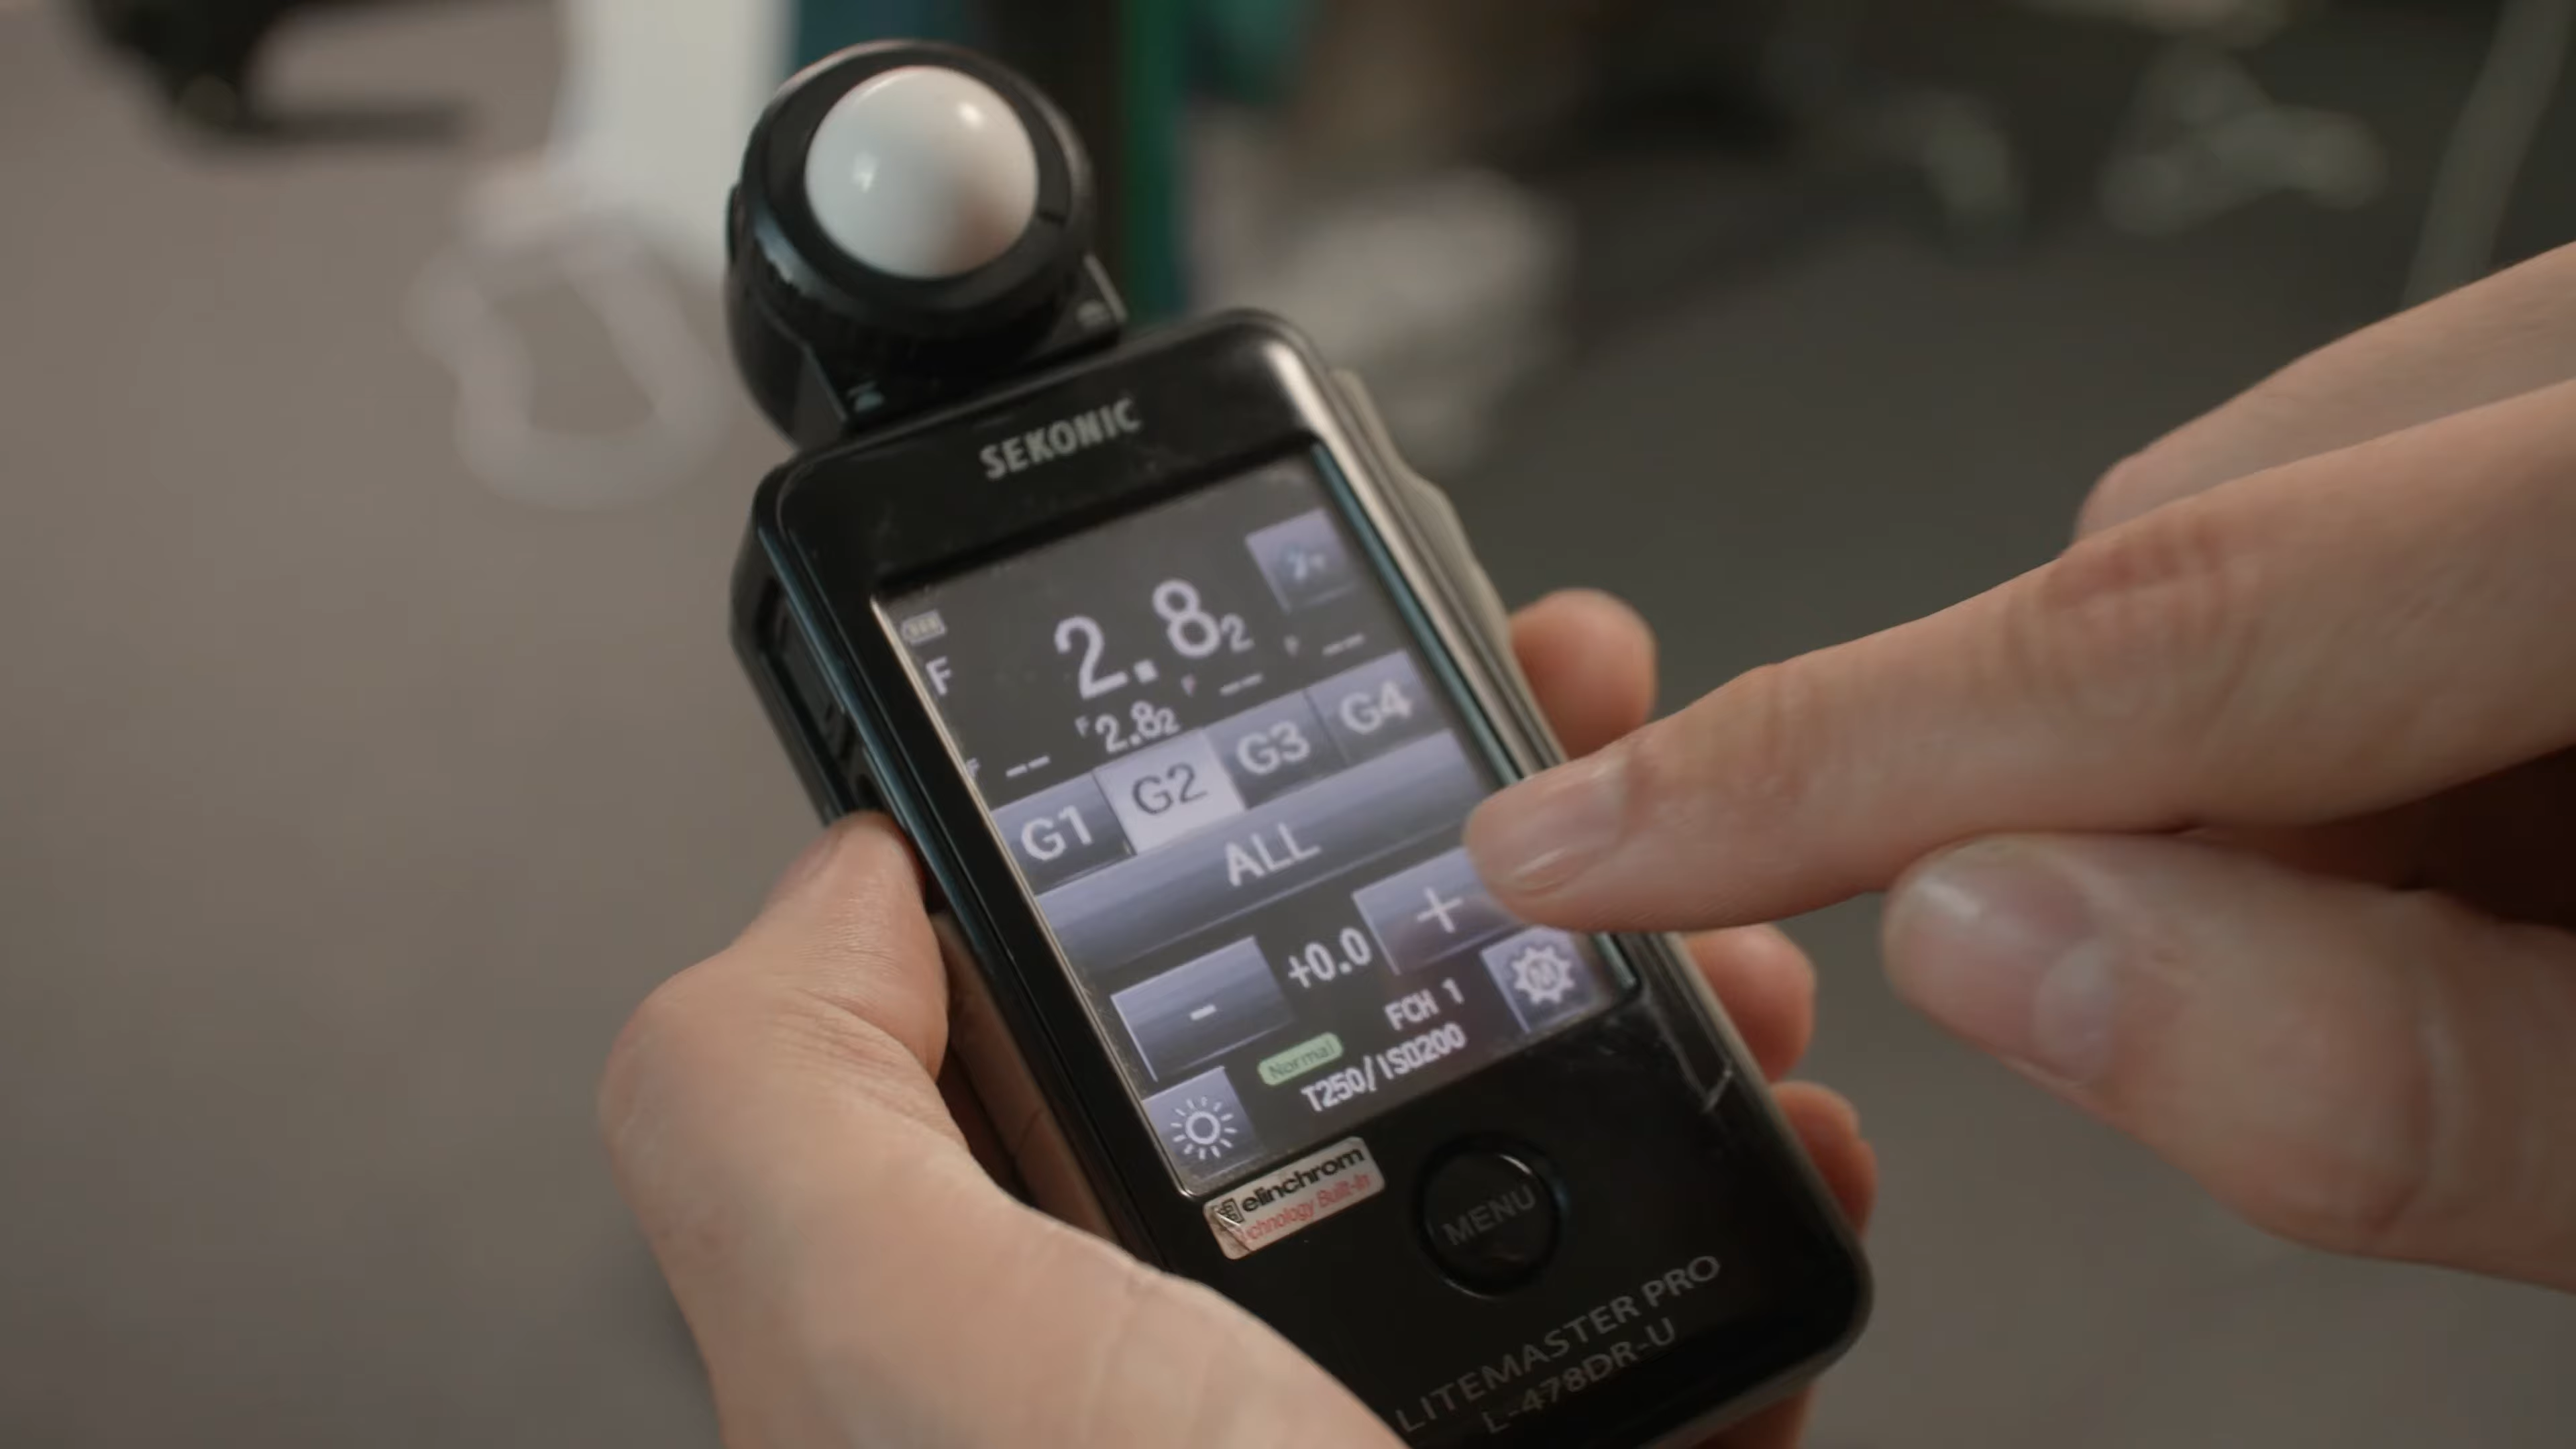 SEKONIC
F 2.82
F -- F 2.82 F -- F --
G1 G2 G3 G4
ALL
- +0.0 +
FCH 1
Normal
T250/ISO200
M
elinchrom
Technology Built-In
MENU
LITEMASTER PRO
L-478DR-U